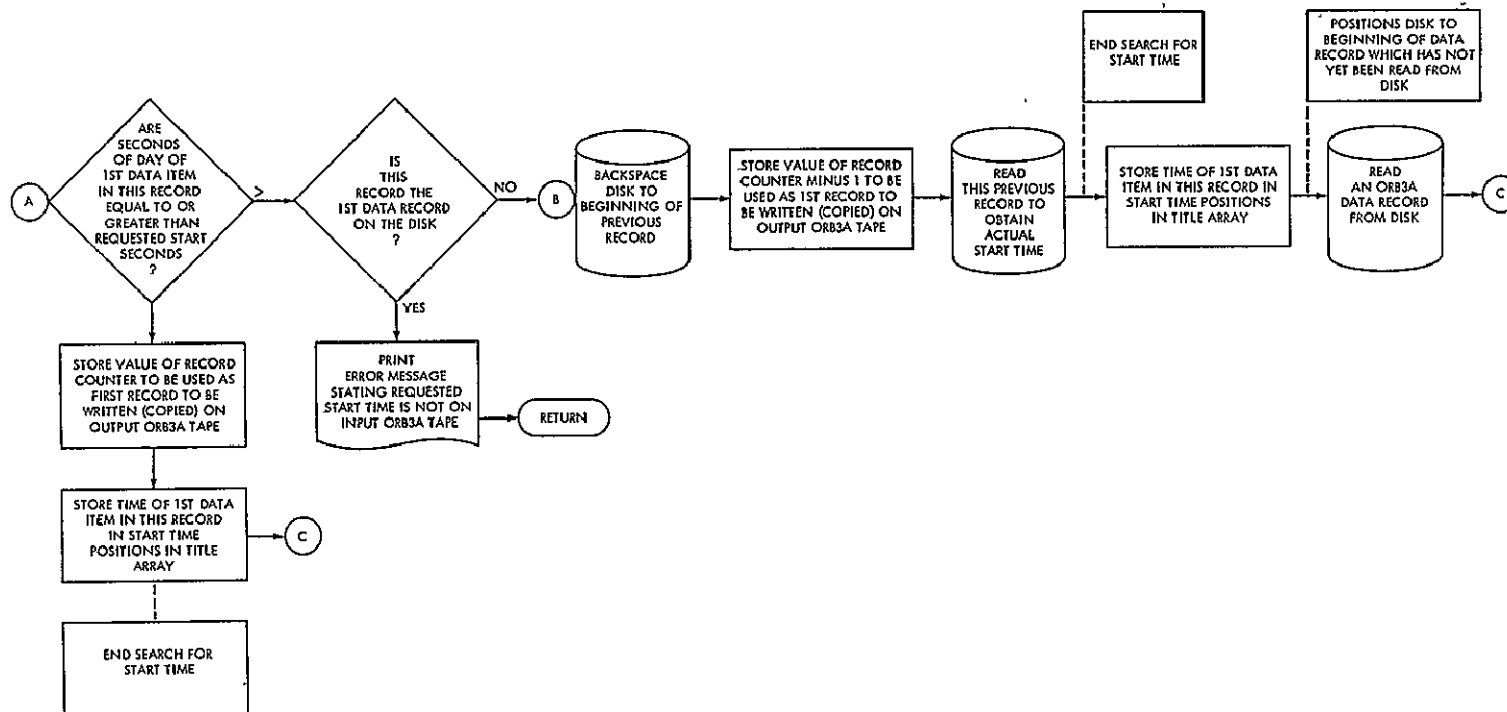 A
ARE
SECONDS
OF DAY OF
1ST DATA ITEM
IN THIS RECORD
EQUAL TO OR
GREATER THAN
REQUESTED START
SECONDS
?
>
IS
THIS
RECORD THE
1ST DATA RECORD
ON THE DISK
?
NO
B
BACKSPACE
DISK TO
BEGINNING OF
PREVIOUS
RECORD
STORE VALUE OF RECORD
COUNTER MINUS 1 TO BE
USED AS 1ST RECORD TO
BE WRITTEN (COPIED) ON
OUTPUT ORB3A TAPE
READ
THIS PREVIOUS
RECORD TO
OBTAIN
ACTUAL
START TIME
END SEARCH FOR
START TIME
STORE TIME OF 1ST DATA
ITEM IN THIS RECORD IN
START TIME POSITIONS
IN TITLE ARRAY
POSITIONS DISK TO
BEGINNING OF DATA
RECORD WHICH HAS NOT
YET BEEN READ FROM
DISK
READ
AN ORB3A
DATA RECORD
FROM DISK
C
YES
STORE VALUE OF RECORD
COUNTER TO BE USED AS
FIRST RECORD TO BE
WRITTEN (COPIED) ON
OUTPUT ORB3A TAPE
PRINT
ERROR MESSAGE
STATING REQUESTED
START TIME IS NOT ON
INPUT ORB3A TAPE
RETURN
STORE TIME OF 1ST DATA
ITEM IN THIS RECORD
IN START TIME
POSITIONS IN TITLE
ARRAY
C
END SEARCH FOR
START TIME